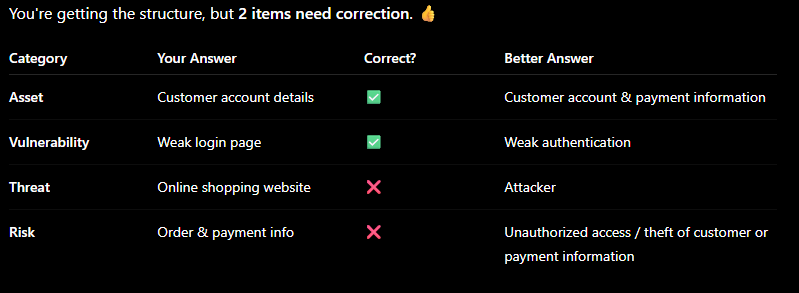 You're getting the structure, but 2 items need correction. 👍
Category Your Answer Correct? Better Answer
Asset Customer account details ✅ Customer account & payment information
Vulnerability Weak login page ✅ Weak authentication
Threat Online shopping website ❌ Attacker
Risk Order & payment info ❌ Unauthorized access / theft of customer or
payment information